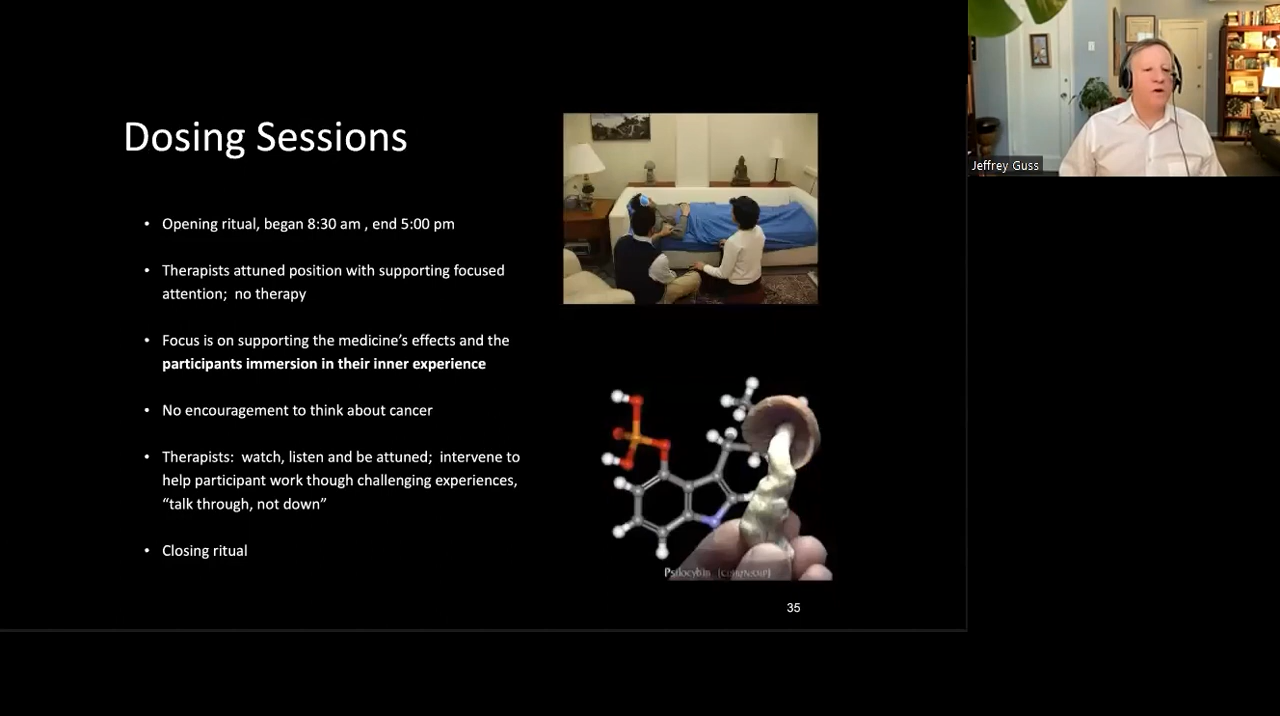 Dosing Sessions
• Opening ritual, began 8:30 am , end 5:00 pm
• Therapists attuned position with supporting focused
attention;  no therapy
• Focus is on supporting the medicine's effects and the
participants immersion in their inner experience
• No encouragement to think about cancer
• Therapists:  watch, listen and be attuned;  intervene to
help participant work though challenging experiences,
"talk through, not down"
• Closing ritual
Psilocybin
35
Jeffrey Guss